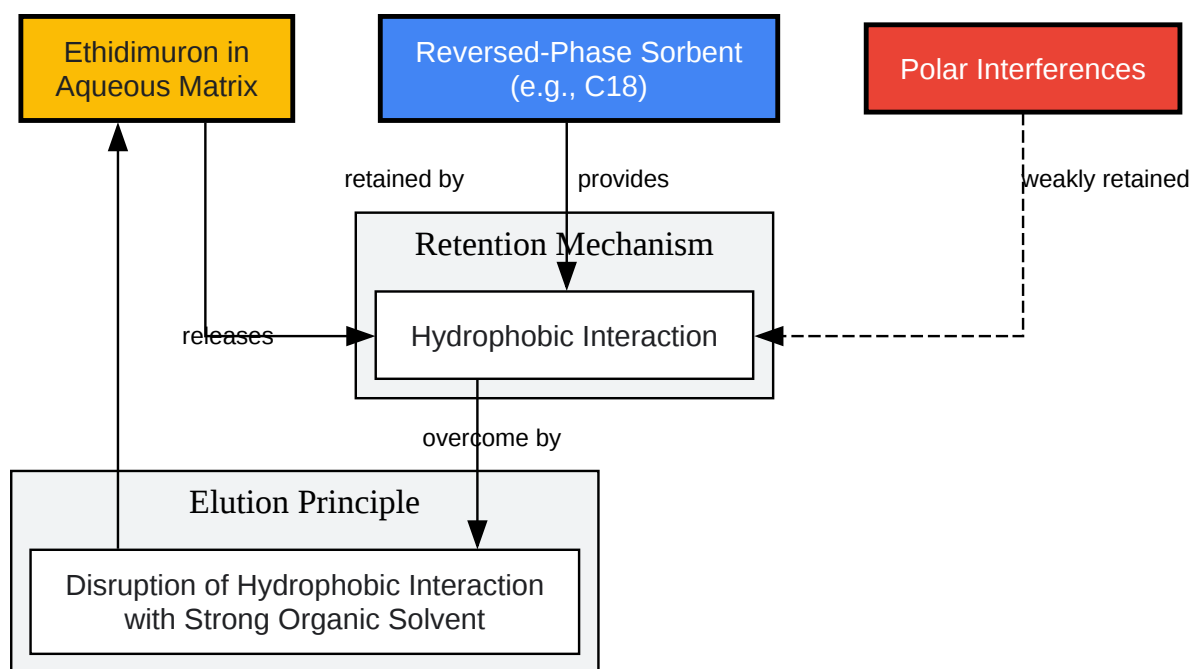 Ethidimuron in
Aqueous Matrix
Reversed-Phase Sorbent
(e.g., C18)
Polar Interferences
retained by
provides
weakly retained
Retention Mechanism
releases
Hydrophobic Interaction
overcome by
Elution Principle
Disruption of Hydrophobic Interaction
with Strong Organic Solvent